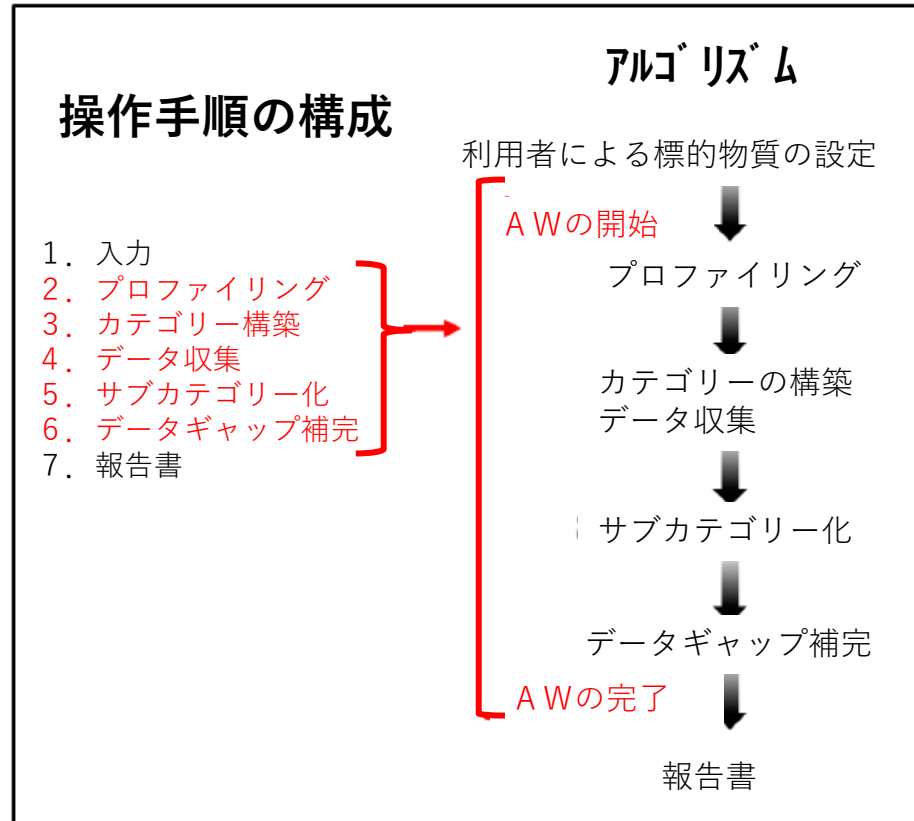 操作手順の構成
1．入力
2．プロファイリング
3．カテゴリー構築
4．データ収集
5．サブカテゴリー化
6．データギャップ補完
7．報告書
ｱﾙｺﾞﾘｽﾞﾑ
利用者による標的物質の設定
ＡＷの開始
プロファイリング
カテゴリーの構築
データ収集
サブカテゴリー化
データギャップ補完
ＡＷの完了
報告書